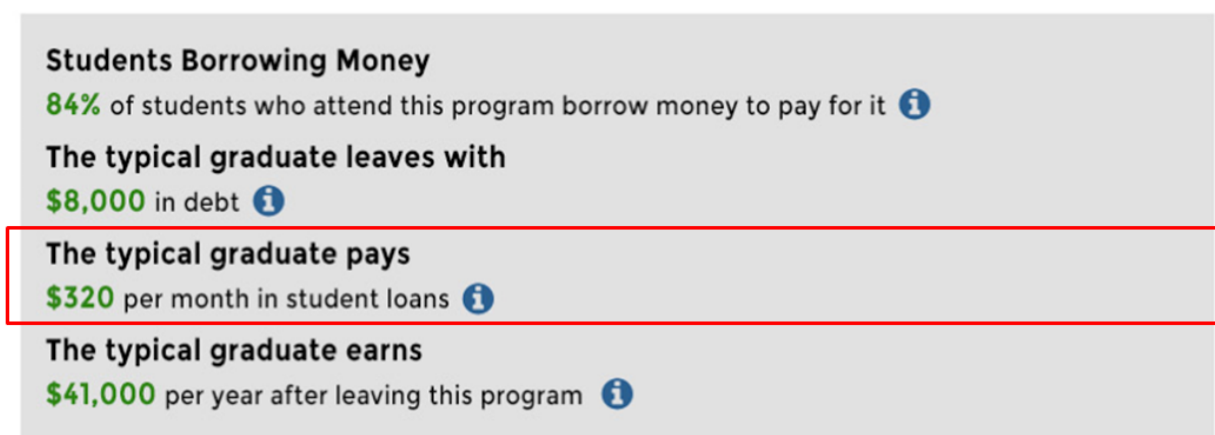 Students Borrowing Money
84% of students who attend this program borrow money to pay for it
The typical graduate leaves with
$8,000 in debt
The typical graduate pays
$320 per month in student loans
The typical graduate earns
$41,000 per year after leaving this program